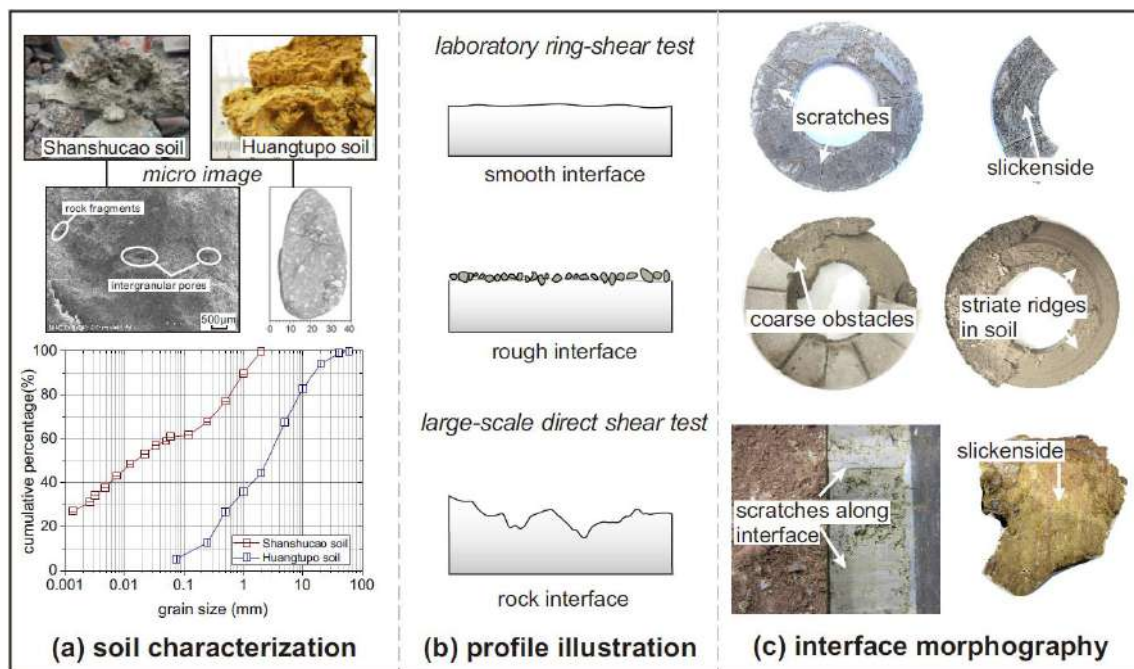 Shanshucao soil
Huangtupo soil
micro image
rock fragments
intergranular pores
500μm
0 10 20 30 40
cumulative percentage(%)
100
80
60
40
20
0
Shanshucao soil
Huangtupo soil
0.001 0.01 0.1 1 10 100
grain size (mm)
(a) soil characterization
laboratory ring-shear test
smooth interface
rough interface
large-scale direct shear test
rock interface
(b) profile illustration
scratches
slickenside
coarse obstacles
striate ridges
in soil
scratches along
interface
slickenside
(c) interface morphography